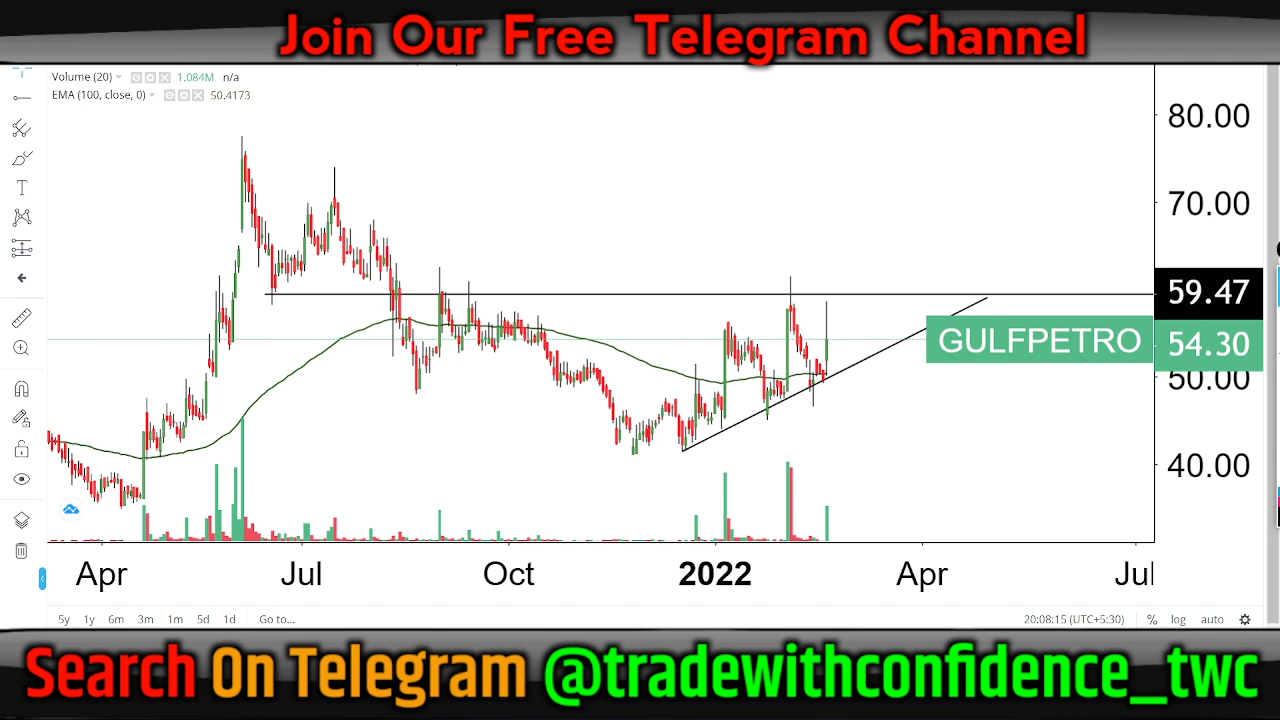 Join Our Free Telegram Channel
Volume (20) 1.084M n/a
EMA (100, close, 0) 50.4173
80.00
70.00
59.47
GULFPETRO 54.30
50.00
40.00
Apr Jul Oct 2022 Apr Jul
5y 1y 6m 3m 1m 5d 1d Go to... 20:08:15 (UTC+5:30) % log auto
Search On Telegram @tradewithconfidence_twc